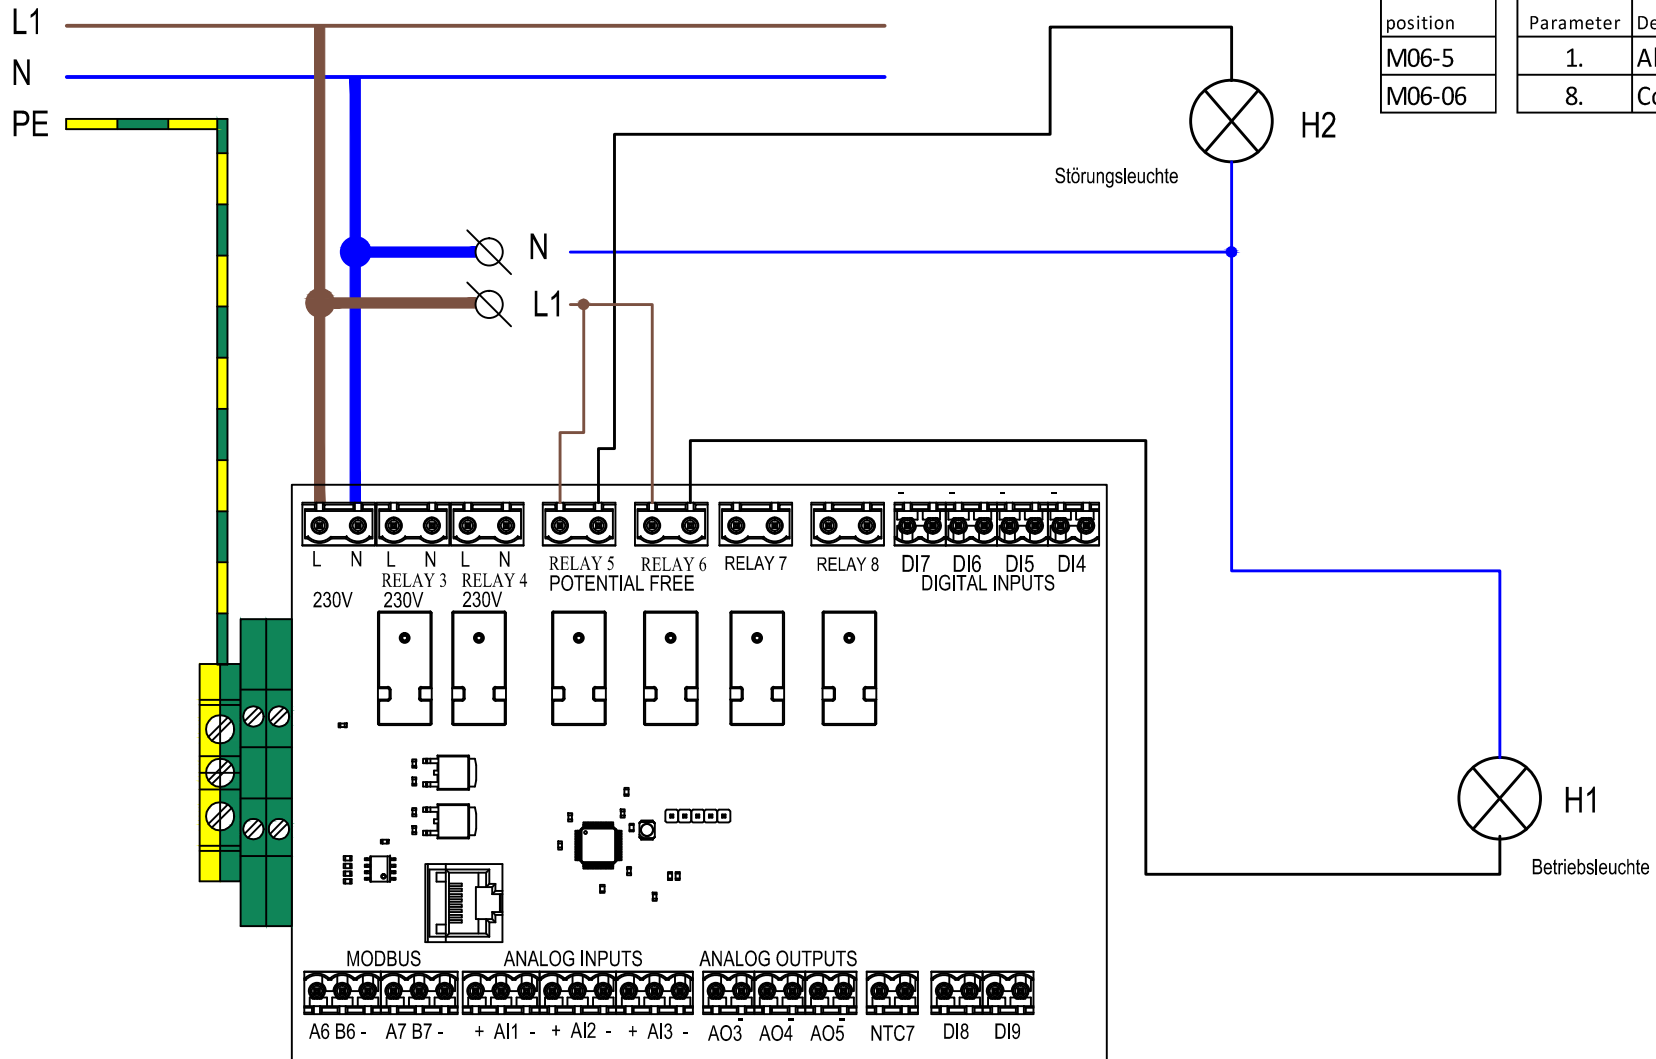 L1
N
PE
position
M06-5
M06-06
Parameter
1.
8.
H2
Störungsleuchte
N
L1
L N L N L N
RELAY 3 RELAY 4
230V 230V 230V
RELAY 5 RELAY 6 RELAY 7 RELAY 8
POTENTIAL FREE
- - - -
DI7 DI6 DI5 DI4
DIGITAL INPUTS
H1
Betriebsleuchte
MODBUS ANALOG INPUTS ANALOG OUTPUTS
A6 B6 - A7 B7 - + AI1 - + AI2 - + AI3 - AO3 - AO4 - AO5 - NTC7 DI8 DI9